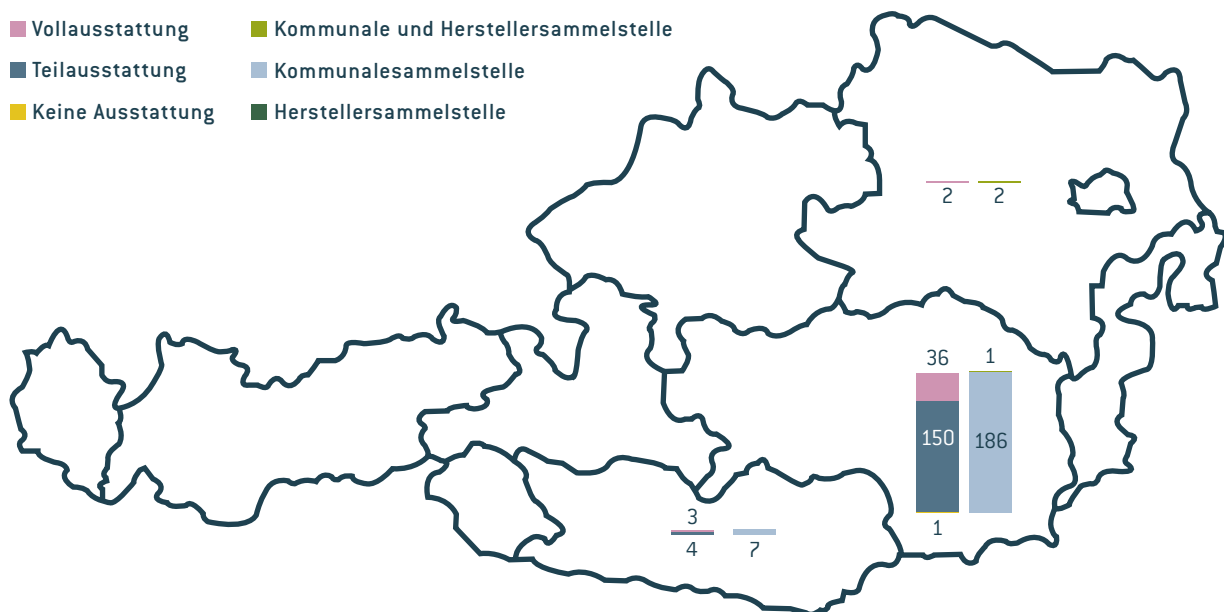 Vollausstattung
Teilausstattung
Keine Ausstattung
Kommunale und Herstellersammelstelle
Kommunalesammelstelle
Herstellersammelstelle
2 2
36 1
150 186
1
3
4 7